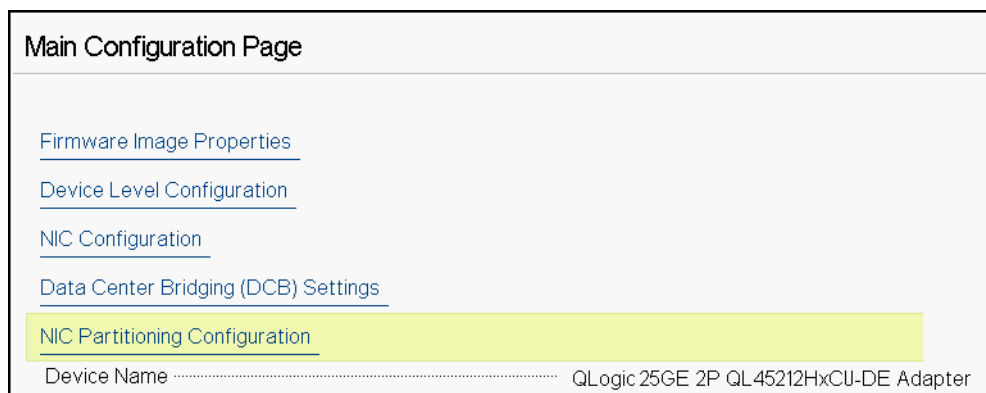 Main Configuration Page
Firmware Image Properties
Device Level Configuration
NIC Configuration
Data Center Bridging (DCB) Settings
NIC Partitioning Configuration
Device Name QLogic 25GE 2P QL45212HxCU-DE Adapter